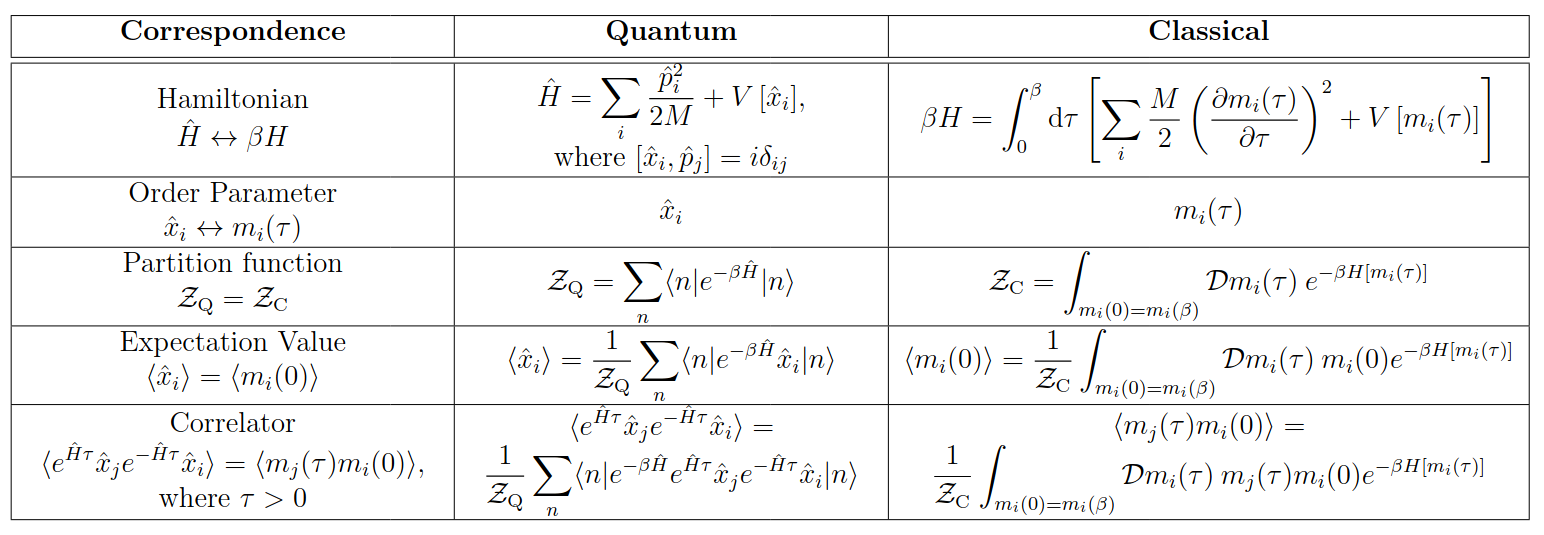 Correspondence Quantum Classical
Hamiltonian
Ĥ ↔ βH
Ĥ = ∑_i p̂_i^2/2M + V [x̂_i],
where [x̂_i, p̂_j] = iδ_ij
βH = ∫_0^β dτ [∑_i M/2 (∂m_i(τ)/∂τ)^2 + V [m_i(τ)]]
Order Parameter
x̂_i ↔ m_i(τ)
x̂_i
m_i(τ)
Partition function
𝒵_Q = 𝒵_C
𝒵_Q = ∑_n ⟨n|e^{-βĤ}|n⟩
𝒵_C = ∫_{m_i(0)=m_i(β)} 𝒟m_i(τ) e^{-βH[m_i(τ)]}
Expectation Value
⟨x̂_i⟩ = ⟨m_i(0)⟩
⟨x̂_i⟩ = 1/𝒵_Q ∑_n ⟨n|e^{-βĤ} x̂_i|n⟩
⟨m_i(0)⟩ = 1/𝒵_C ∫_{m_i(0)=m_i(β)} 𝒟m_i(τ) m_i(0)e^{-βH[m_i(τ)]}
Correlator
⟨e^{Ĥτ} x̂_j e^{-Ĥτ} x̂_i⟩ = ⟨m_j(τ)m_i(0)⟩,
where τ > 0
⟨e^{Ĥτ} x̂_j e^{-Ĥτ} x̂_i⟩ =
1/𝒵_Q ∑_n ⟨n|e^{-βĤ} e^{Ĥτ} x̂_j e^{-Ĥτ} x̂_i|n⟩
⟨m_j(τ)m_i(0)⟩ =
1/𝒵_C ∫_{m_i(0)=m_i(β)} 𝒟m_i(τ) m_j(τ)m_i(0)e^{-βH[m_i(τ)]}